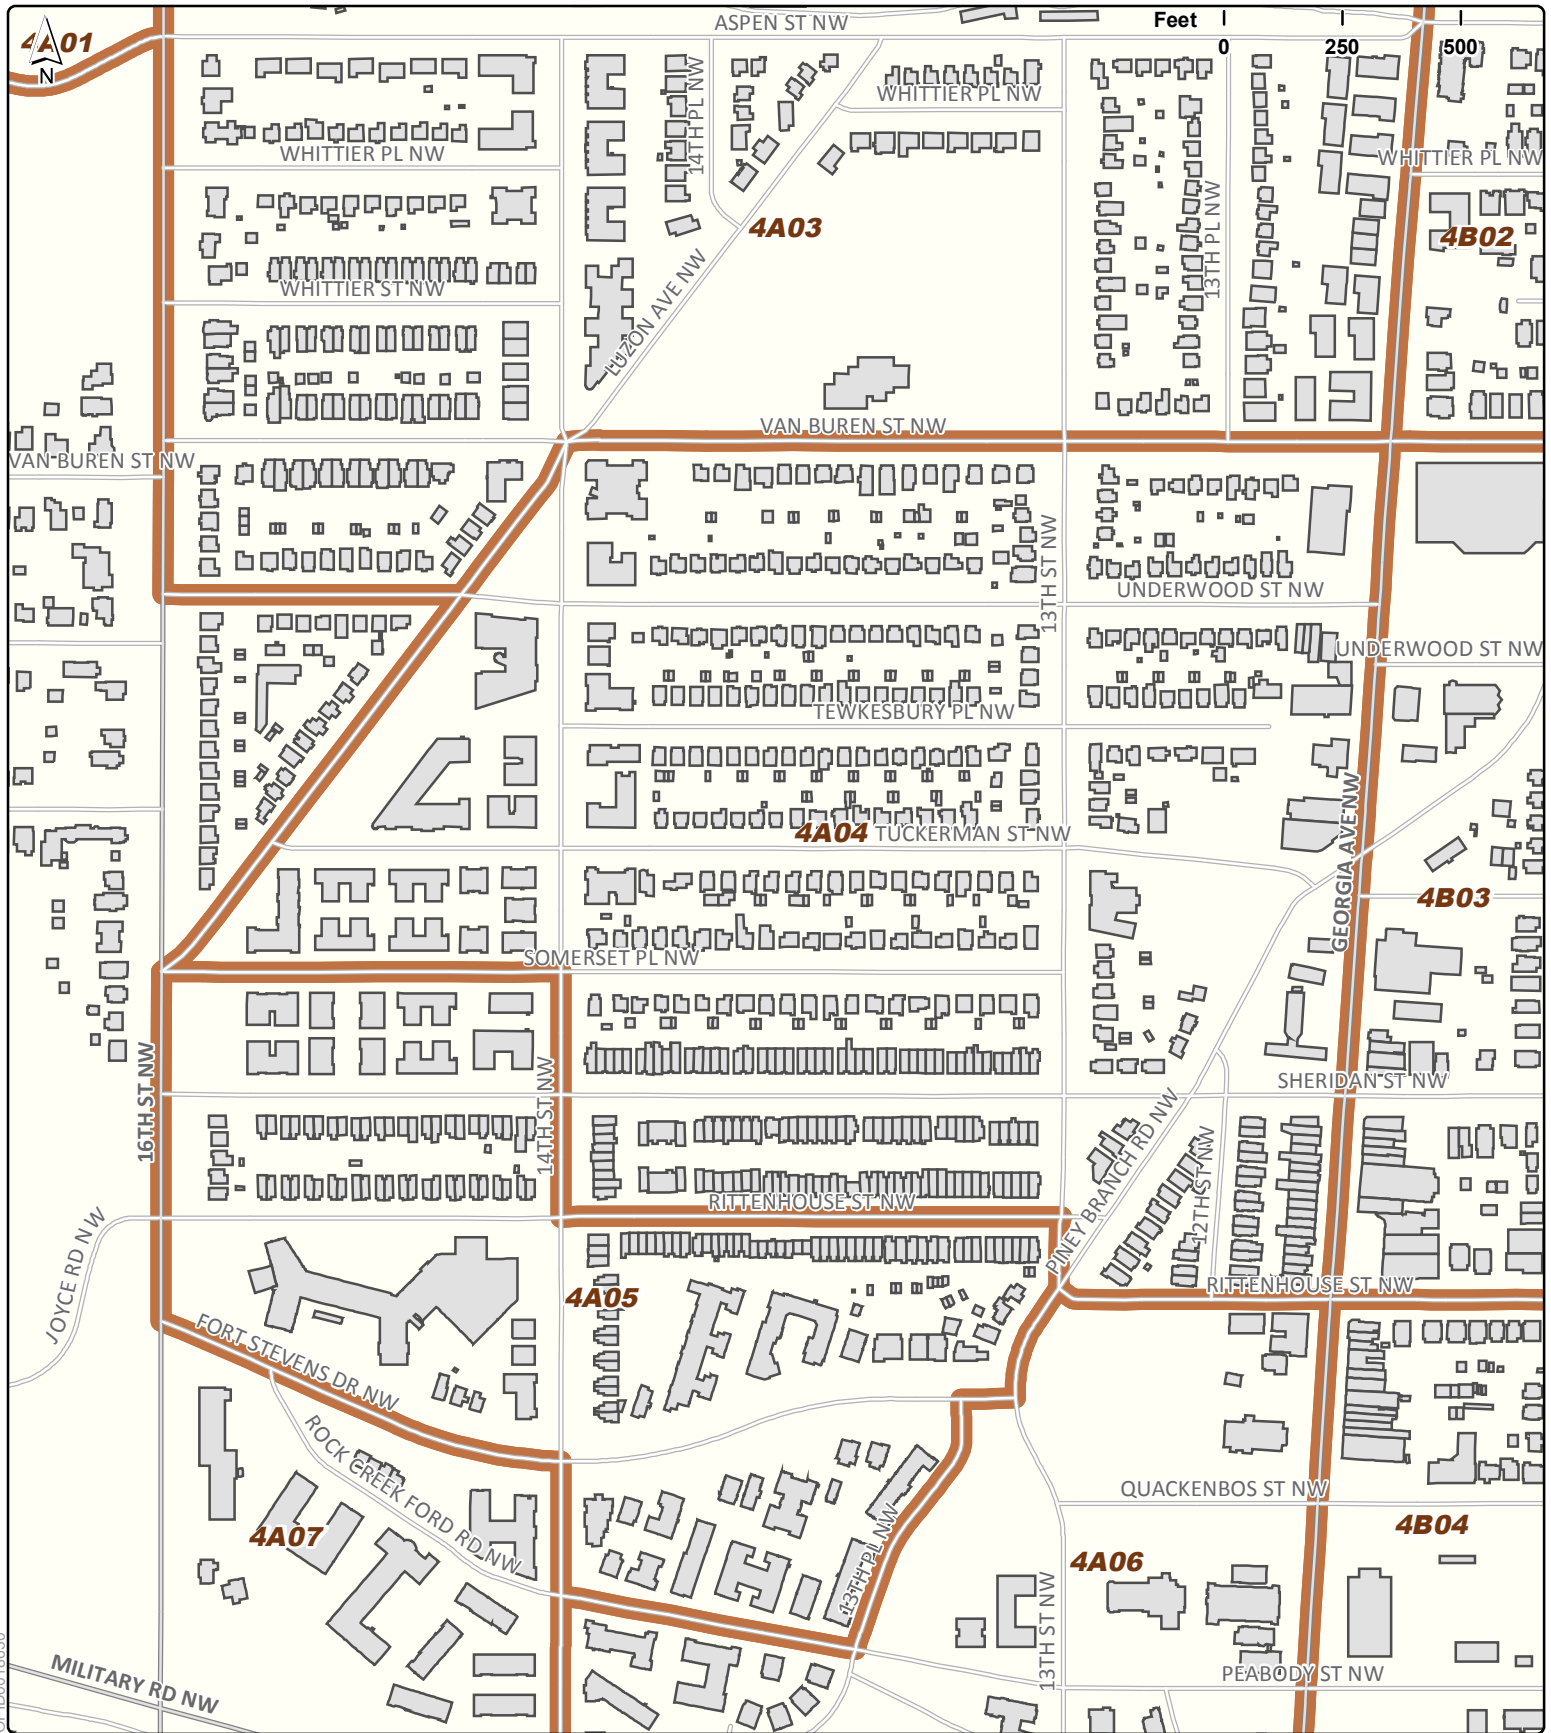 ASPEN ST NW
Feet
0
250
500
4A01
N
14TH PL NW
WHITTIER PL NW
WHITTIER PL NW
WHITTIER PL NW
4A03
13TH PL NW
4B02
WHITTIER ST NW
LUZON AVE NW
VAN BUREN ST NW
VAN BUREN ST NW
13TH ST NW
UNDERWOOD ST NW
UNDERWOOD ST NW
TEWKESBURY PL NW
GEORGIA AVE NW
4A04
TUCKERMAN ST NW
4B03
SOMERSET PL NW
16TH ST NW
14TH ST NW
SHERIDAN ST NW
PINEY BRANCH RD NW
12TH ST NW
RITTENHOUSE ST NW
JOYCE RD NW
RITTENHOUSE ST NW
4A05
FORT STEVENS DR NW
ROCK CREEK FORD RD NW
QUACKENBOS ST NW
4A07
4B04
13TH PL NW
4A06
13TH ST NW
MILITARY RD NW
PEABODY ST NW